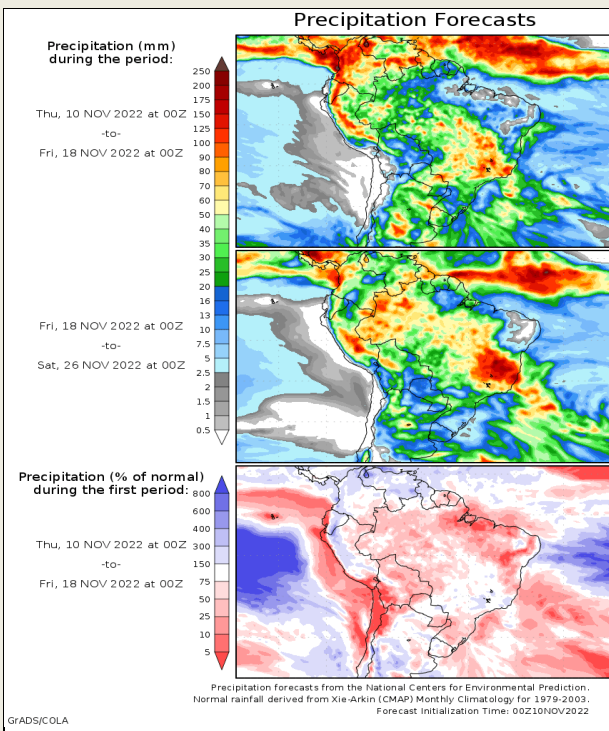 Precipitation Forecasts
Precipitation (mm)
during the period:
Thu, 10 NOV 2022 at 00Z
-to-
Fri, 18 NOV 2022 at 00Z
250
200
175
150
125
100
90
80
70
60
50
40
35
30
25
20
16
13
10
7.5
5
2.5
2
1.5
1
0.5
Fri, 18 NOV 2022 at 00Z
-to-
Sat, 26 NOV 2022 at 00Z
Precipitation (% of normal)
during the first period:
Thu, 10 NOV 2022 at 00Z
-to-
Fri, 18 NOV 2022 at 00Z
800
600
400
300
150
75
50
25
10
5
Precipitation forecasts from the National Centers for Environmental Prediction.
Normal rainfall derived from Xie-Arkin (CMAP) Monthly Climatology for 1979-2003.
Forecast Initialization Time: 00Z10NOV2022
GrADS/COLA